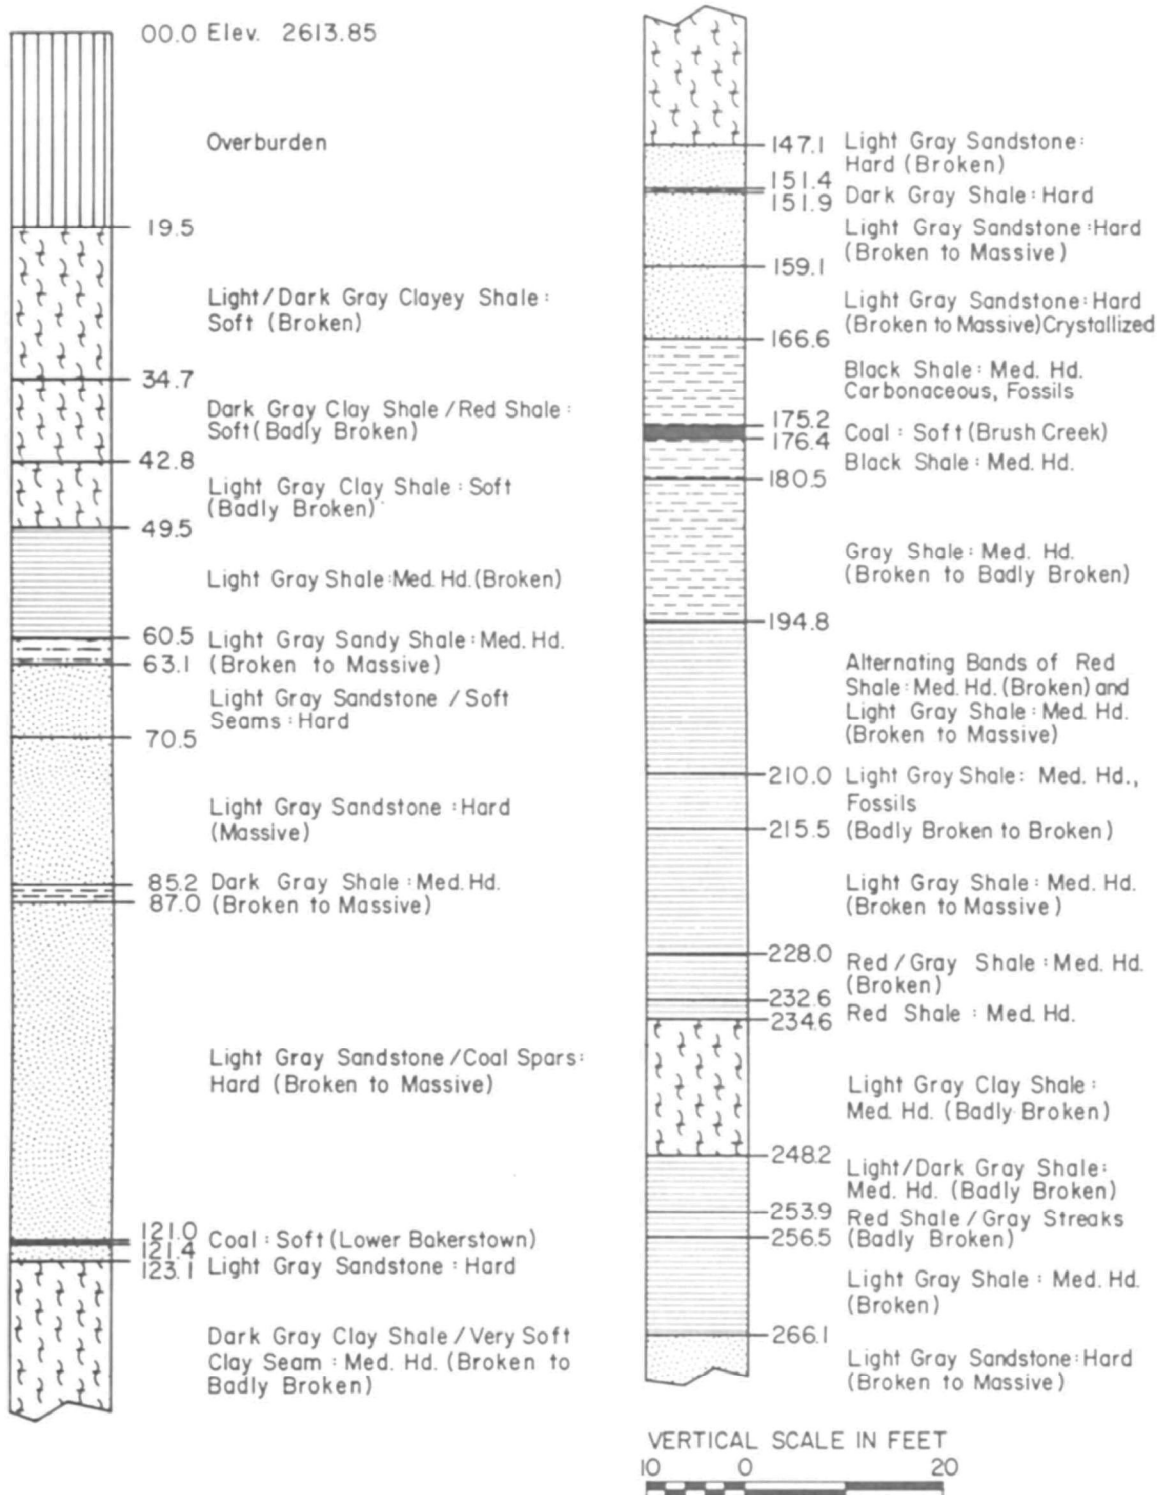 00.0 Elev. 2613.85
Overburden
19.5
Light/Dark Gray Clayey Shale:
Soft (Broken)
34.7
Dark Gray Clay Shale/Red Shale:
Soft (Badly Broken)
42.8
Light Gray Clay Shale: Soft
(Badly Broken)
49.5
Light Gray Shale: Med. Hd. (Broken)
60.5 Light Gray Sandy Shale: Med. Hd.
63.1 (Broken to Massive)
Light Gray Sandstone / Soft
Seams: Hard
70.5
Light Gray Sandstone: Hard
(Massive)
85.2 Dark Gray Shale: Med. Hd.
87.0 (Broken to Massive)
Light Gray Sandstone/Coal Spars:
Hard (Broken to Massive)
121.0
Coal: Soft (Lower Bakerstown)
121.4
123.1 Light Gray Sandstone: Hard
Dark Gray Clay Shale / Very Soft
Clay Seam: Med. Hd. (Broken to
Badly Broken)
147.1 Light Gray Sandstone:
Hard (Broken)
151.4
151.9 Dark Gray Shale: Hard
Light Gray Sandstone: Hard
(Broken to Massive)
159.1
Light Gray Sandstone: Hard
(Broken to Massive) Crystallized
166.6
Black Shale: Med. Hd.
Carbonaceous, Fossils
175.2
Coal: Soft (Brush Creek)
176.4
Black Shale: Med. Hd.
180.5
Gray Shale: Med. Hd.
(Broken to Badly Broken)
194.8
Alternating Bands of Red
Shale: Med. Hd. (Broken) and
Light Gray Shale: Med. Hd.
(Broken to Massive)
210.0 Light Gray Shale: Med. Hd.,
Fossils
215.5 (Badly Broken to Broken)
Light Gray Shale: Med. Hd.
(Broken to Massive)
228.0
Red/Gray Shale: Med. Hd.
(Broken)
232.6
234.6 Red Shale: Med. Hd.
Light Gray Clay Shale:
Med. Hd. (Badly Broken)
248.2
Light/Dark Gray Shale:
Med. Hd. (Badly Broken)
253.9 Red Shale / Gray Streaks
256.5 (Badly Broken)
Light Gray Shale: Med. Hd.
(Broken)
266.1
Light Gray Sandstone: Hard
(Broken to Massive)
VERTICAL SCALE IN FEET
10 0 20